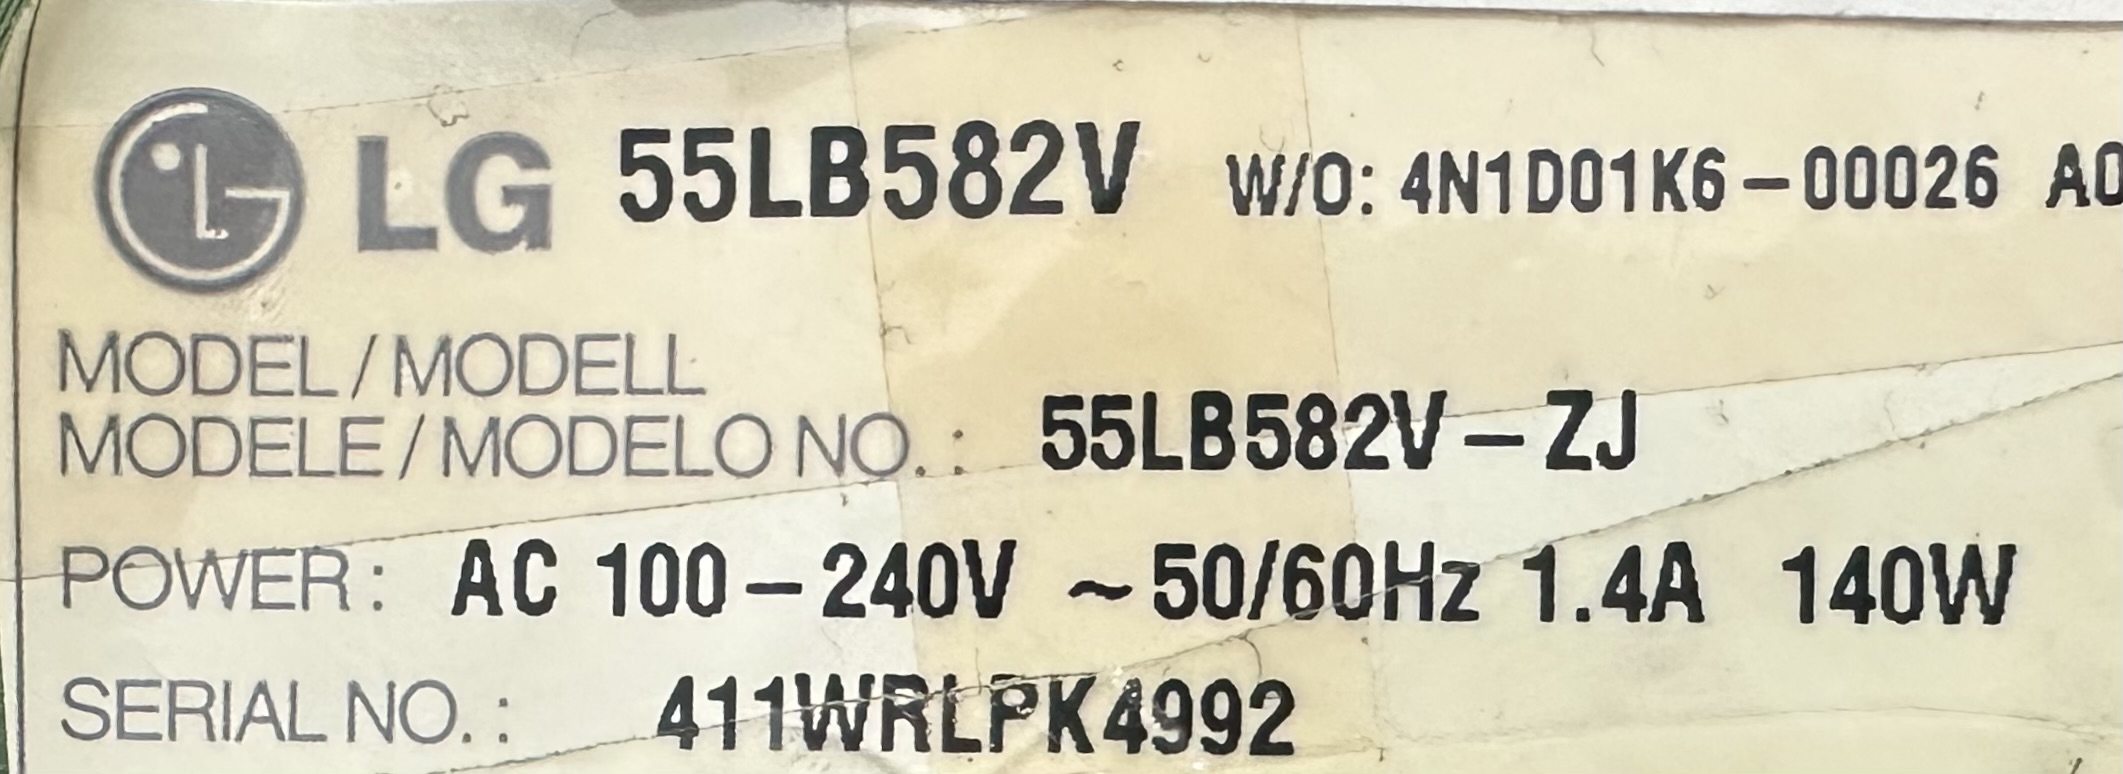 LG 55LB582V W/O: 4N1D01K6-00026 A0
MODEL / MODELL
MODELE / MODELO NO. : 55LB582V-ZJ
POWER : AC 100-240V ~50/60Hz 1.4A 140W
SERIAL NO. : 411WRLPK4992